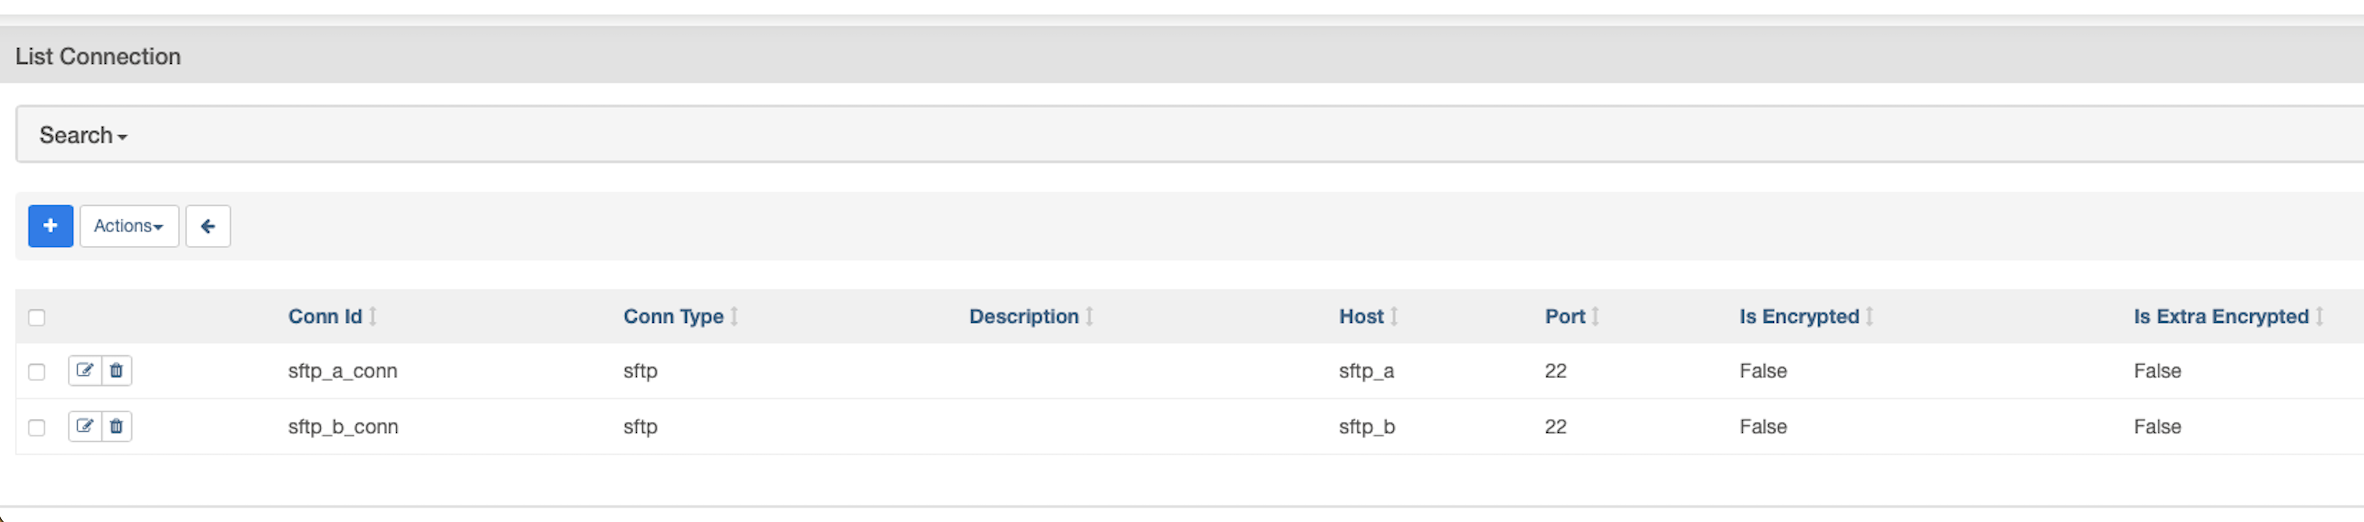 List Connection
Search
Actions
Conn Id Conn Type Description Host Port Is Encrypted Is Extra Encrypted
sftp_a_conn sftp sftp_a 22 False False
sftp_b_conn sftp sftp_b 22 False False